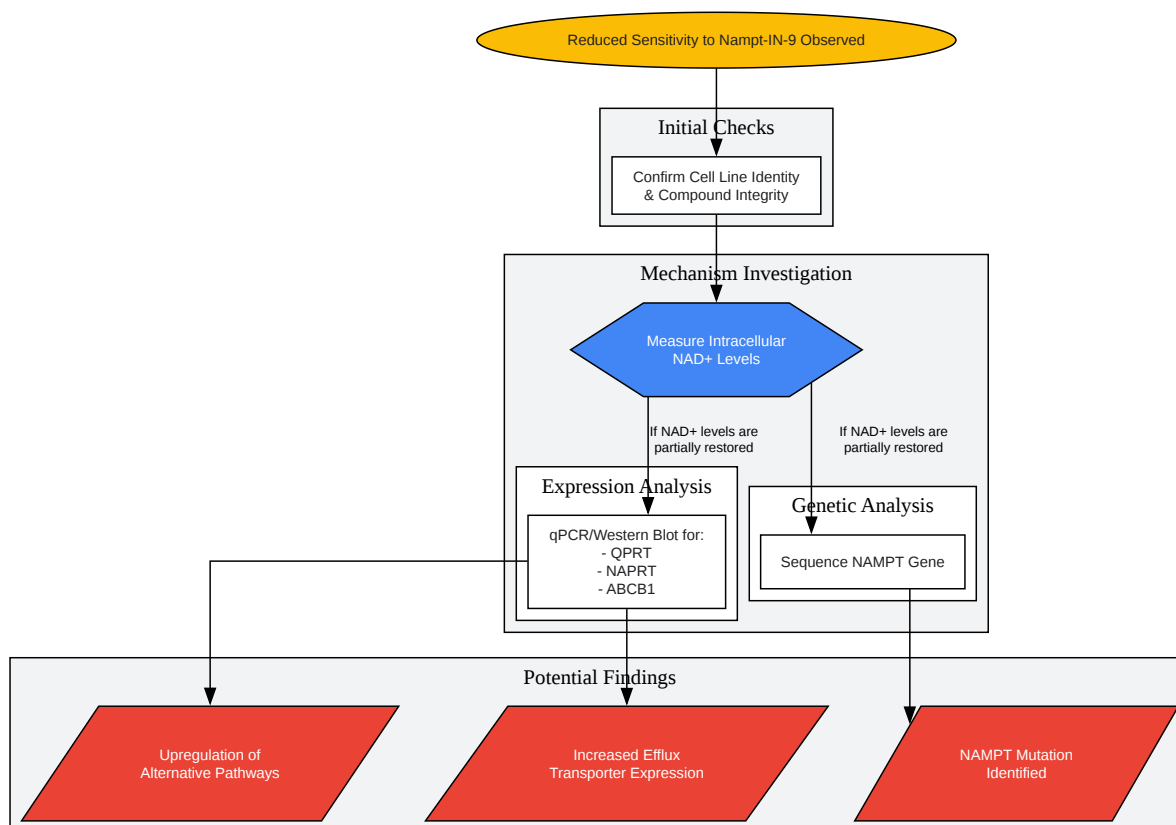 Reduced Sensitivity to Nampt-IN-9 Observed
Initial Checks
Confirm Cell Line Identity
& Compound Integrity
Mechanism Investigation
Measure Intracellular
NAD+ Levels
If NAD+ levels are
partially restored
If NAD+ levels are
partially restored
Expression Analysis
qPCR/Western Blot for:
- QPRT
- NAPRT
- ABCB1
Genetic Analysis
Sequence NAMPT Gene
Potential Findings
Upregulation of
Alternative Pathways
Increased Efflux
Transporter Expression
NAMPT Mutation
Identified